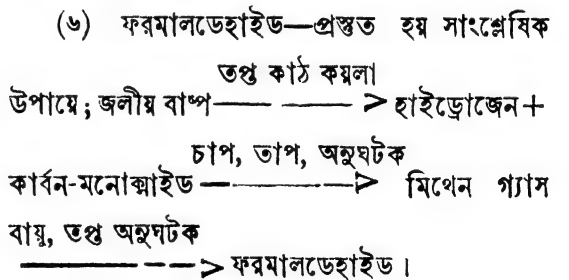 (৬) ফরমালডেহাইড—প্রস্তুত হয় সাংশ্লেষিক
তপ্ত কাঠ কয়লা
উপায়ে; জলীয় বাষ্প——— —> হাইড্রোজেন+
চাপ, তাপ, অনুঘটক
কার্বন-মনোক্সাইড ————> মিথেন গ্যাস
বায়ু, তপ্ত অনুঘটক
————> ফরমালডেহাইড।